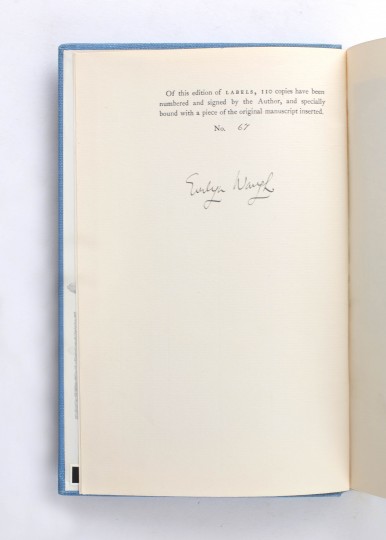 Of this edition of LABELS, 110 copies have been
numbered and signed by the Author, and specially
bound with a piece of the original manuscript inserted.
No. 67
Evelyn Waugh